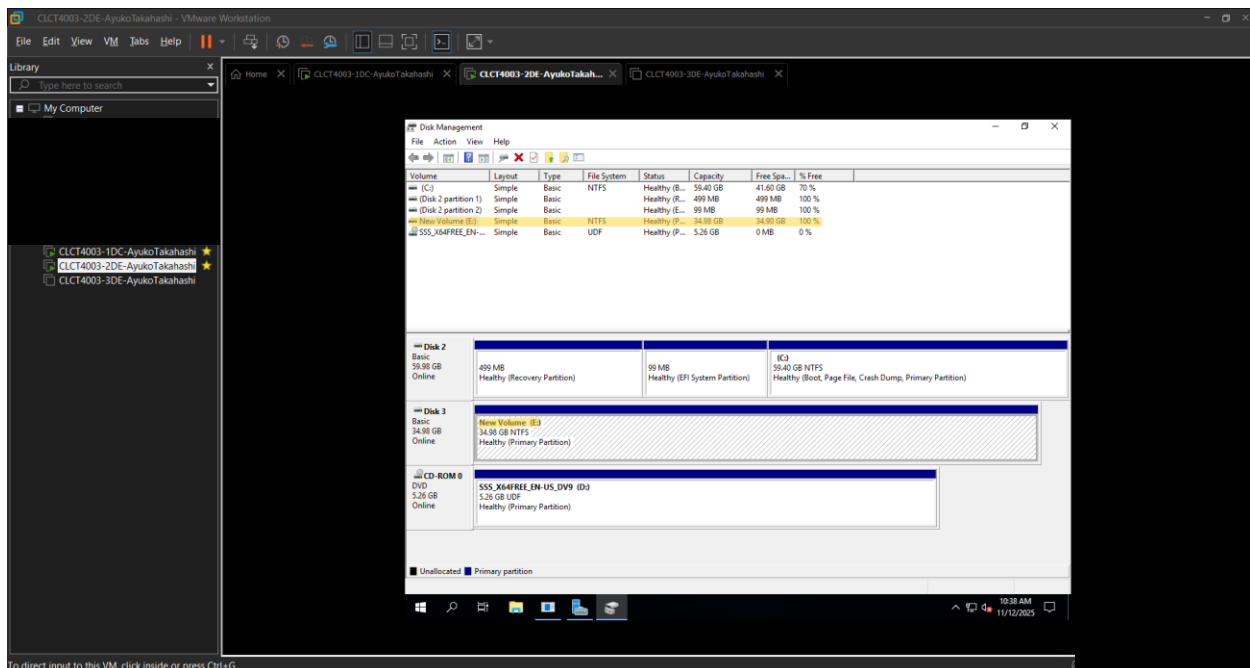 CLCT4003-2DE-AyukoTakahashi - VMware Workstation
File Edit View VM Tabs Help
Library
Type here to search
My Computer
CLCT4003-1DC-AyukoTakahashi
CLCT4003-2DE-AyukoTakahashi
CLCT4003-3DE-AyukoTakahashi
Home CLCT4003-1DC-AyukoTakahashi CLCT4003-2DE-AyukoTakah... CLCT4003-3DE-AyukoTakahashi
Disk Management
File Action View Help
Volume Layout Type File System Status Capacity Free Spa... % Free
(C:) Simple Basic NTFS Healthy (B... 59.40 GB 41.60 GB 70 %
(Disk 2 partition 1) Simple Basic Healthy (R... 499 MB 499 MB 100 %
(Disk 2 partition 2) Simple Basic Healthy (E... 99 MB 99 MB 100 %
New Volume (E:) Simple Basic NTFS Healthy (P... 34.98 GB 34.90 GB 100 %
SSS_X64FREE_EN-... Simple Basic UDF Healthy (P... 5.26 GB 0 MB 0 %
Disk 2
Basic
59.98 GB
Online
499 MB
Healthy (Recovery Partition)
99 MB
Healthy (EFI System Partition)
(C:)
59.40 GB NTFS
Healthy (Boot, Page File, Crash Dump, Primary Partition)
Disk 3
Basic
34.98 GB
Online
New Volume (E:)
34.98 GB NTFS
Healthy (Primary Partition)
CD-ROM 0
DVD
5.26 GB
Online
SSS_X64FREE_EN-US_DV9 (D:)
5.26 GB UDF
Healthy (Primary Partition)
Unallocated Primary partition
10:38 AM
11/12/2025
To direct input to this VM, click inside or press Ctrl+G.